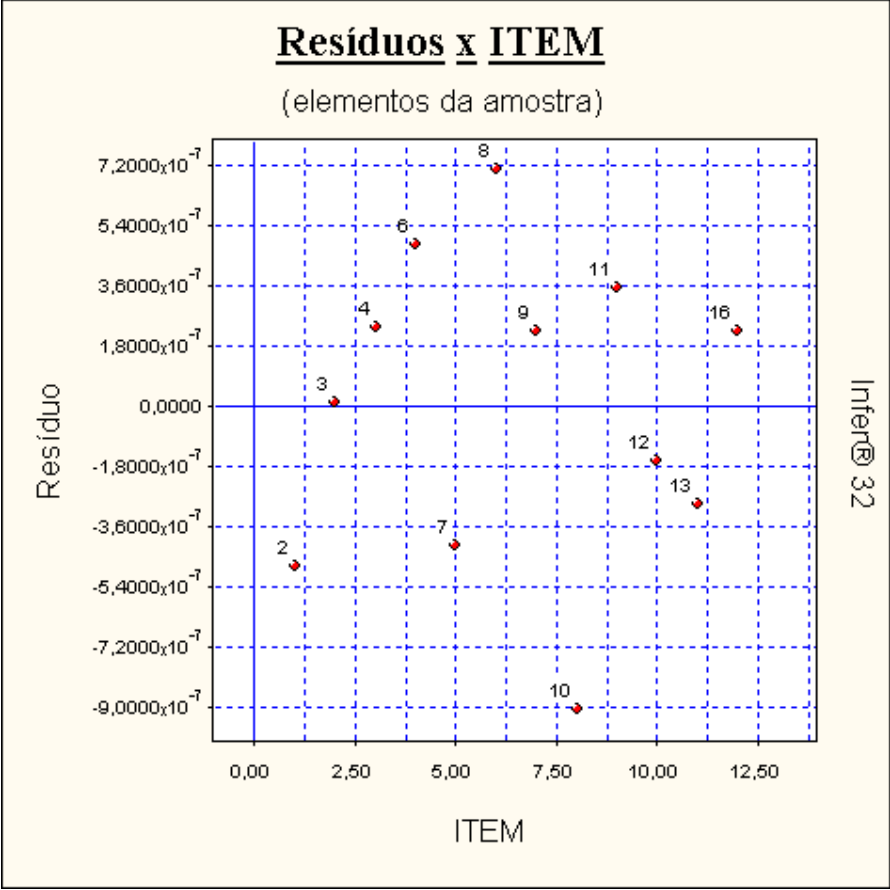 Resíduos x ITEM
(elementos da amostra)
7,2000x10^-7
5,4000x10^-7
3,6000x10^-7
1,8000x10^-7
0,0000
-1,8000x10^-7
-3,6000x10^-7
-5,4000x10^-7
-7,2000x10^-7
-9,0000x10^-7
Resíduo
8
6
11
4
9
16
3
12
13
7
2
10
0,00 2,50 5,00 7,50 10,00 12,50
ITEM
Infer® 32